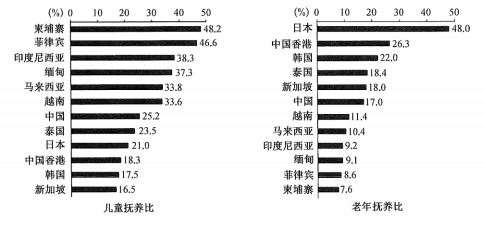 (%) 0 10 20 30 40 50
柬埔寨 48.2
菲律宾 46.6
印度尼西亚 38.3
缅甸 37.3
马来西亚 33.8
越南 33.6
中国 25.2
泰国 23.5
日本 21.0
中国香港 18.3
韩国 17.5
新加坡 16.5
儿童抚养比
(%) 0 10 20 30 40 50
日本 48.0
中国香港 26.3
韩国 22.0
泰国 18.4
新加坡 18.0
中国 17.0
越南 11.4
马来西亚 10.4
印度尼西亚 9.2
缅甸 9.1
菲律宾 8.6
柬埔寨 7.6
老年抚养比